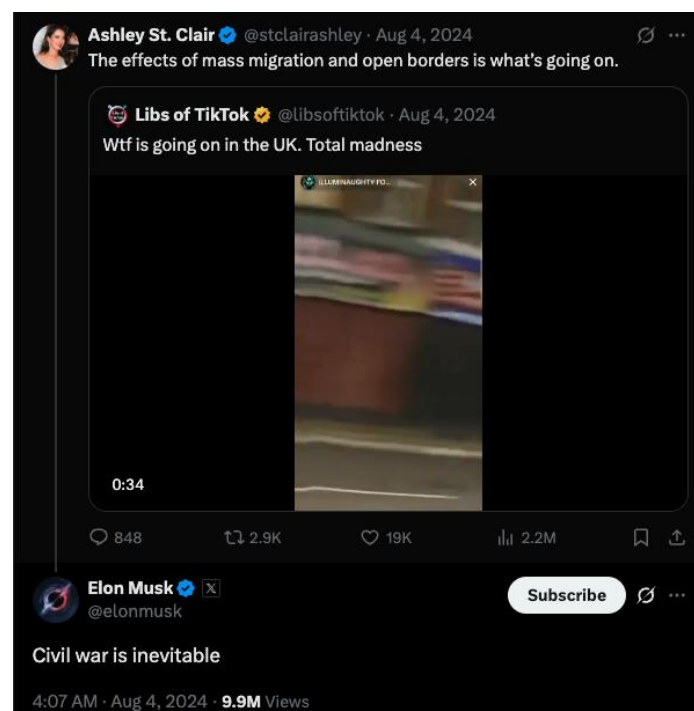 Ashley St. Clair @stclairashley · Aug 4, 2024
The effects of mass migration and open borders is what's going on.
Libs of TikTok @libsoftiktok · Aug 4, 2024
Wtf is going on in the UK. Total madness
ILLUMINAUGHTY FO...
0:34
848 2.9K 19K 2.2M
Elon Musk
Subscribe
@elonmusk
Civil war is inevitable
4:07 AM · Aug 4, 2024 · 9.9M Views